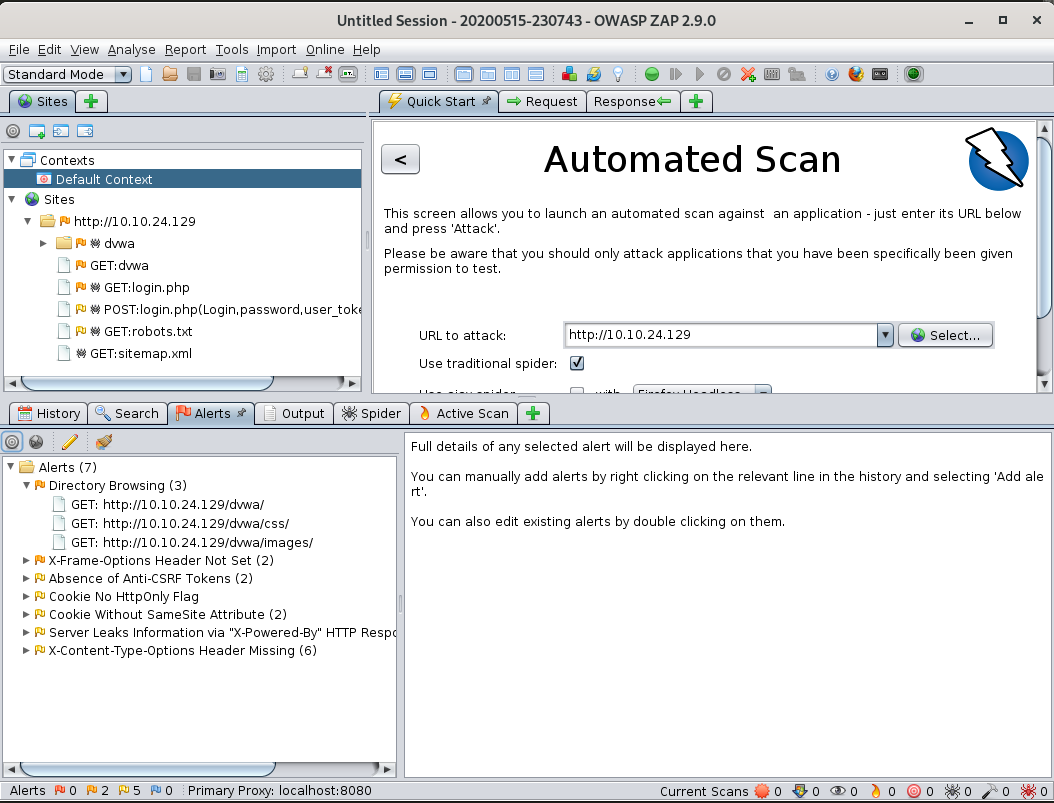 Untitled Session - 20200515-230743 - OWASP ZAP 2.9.0
File Edit View Analyse Report Tools Import Online Help
Standard Mode
Sites
Quick Start
Request
Response
Contexts
Default Context
Sites
http://10.10.24.129
dvwa
GET:dvwa
GET:login.php
POST:login.php(Login,password,user_toke
GET:robots.txt
GET:sitemap.xml
<
Automated Scan
This screen allows you to launch an automated scan against an application - just enter its URL below
and press 'Attack'.
Please be aware that you should only attack applications that you have been specifically been given
permission to test.
URL to attack: http://10.10.24.129 Select...
Use traditional spider:
Use ajax spider with Firefox Headless
History Search Alerts Output Spider Active Scan
Alerts (7)
Directory Browsing (3)
GET: http://10.10.24.129/dvwa/
GET: http://10.10.24.129/dvwa/css/
GET: http://10.10.24.129/dvwa/images/
X-Frame-Options Header Not Set (2)
Absence of Anti-CSRF Tokens (2)
Cookie No HttpOnly Flag
Cookie Without SameSite Attribute (2)
Server Leaks Information via "X-Powered-By" HTTP Respo
X-Content-Type-Options Header Missing (6)
Full details of any selected alert will be displayed here.
You can manually add alerts by right clicking on the relevant line in the history and selecting 'Add ale
rt'.
You can also edit existing alerts by double clicking on them.
Alerts 0 2 5 0 Primary Proxy: localhost:8080 Current Scans 0 0 0 0 0 0 0 0